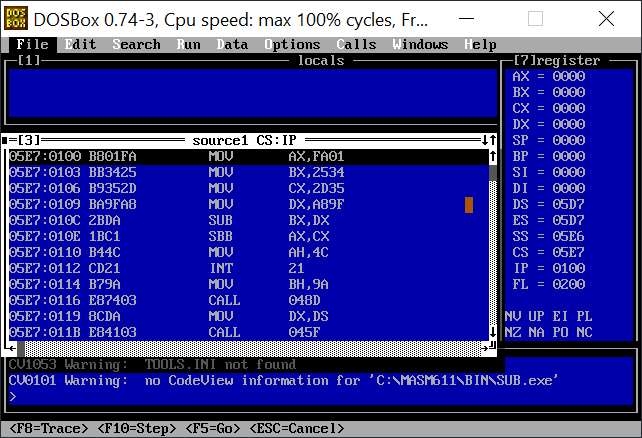 DOS BOX
DOSBox 0.74-3, Cpu speed: max 100% cycles, Fr...
File Edit Search Run Data Options Calls Windows Help
[1] locals
[3] source1 CS:IP
05E7:0100 B801FA MOV AX,FA01
05E7:0103 BB3425 MOV BX,2534
05E7:0106 B9352D MOV CX,2D35
05E7:0109 BA9FA8 MOV DX,A89F
05E7:010C 2BDA SUB BX,DX
05E7:010E 1BC1 SBB AX,CX
05E7:0110 B44C MOV AH,4C
05E7:0112 CD21 INT 21
05E7:0114 B79A MOV BH,9A
05E7:0116 E87403 CALL 048D
05E7:0119 8CDA MOV DX,DS
05E7:011B E84103 CALL 045F
[7]register
AX = 0000
BX = 0000
CX = 0000
DX = 0000
SP = 0000
BP = 0000
SI = 0000
DI = 0000
DS = 05D7
ES = 05D7
SS = 05E6
CS = 05E7
IP = 0100
FL = 0200
NV UP EI PL
NZ NA PO NC
CV1053 Warning: TOOLS.INI not found
CV0101 Warning: no CodeView information for 'C:\MASM611\BIN\SUB.exe'
>
<F8=Trace> <F10=Step> <F5=Go> <ESC=Cancel>